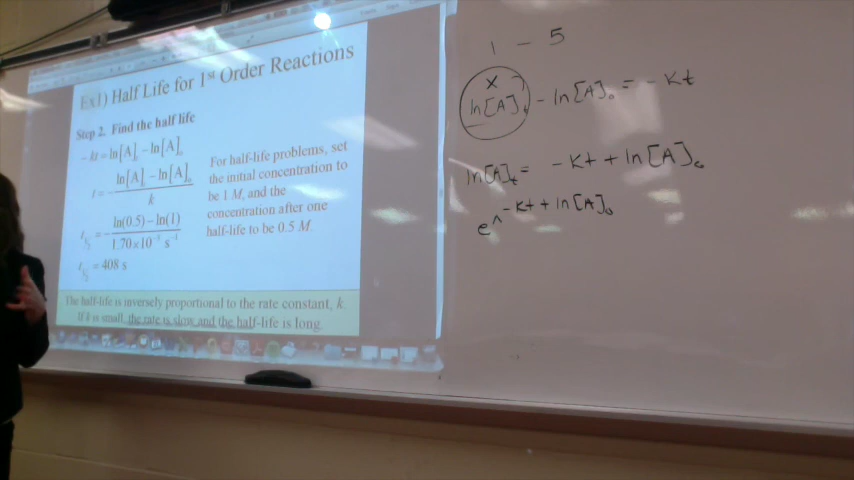 Ex1) Half Life for 1st Order Reactions
Step 2. Find the half life
-kt = ln[A]t - ln[A]o
t = - (ln[A]t - ln[A]o) / k
t½ = - (ln(0.5) - ln(1)) / (1.70×10⁻³ s⁻¹)
t½ = 408 s
For half-life problems, set
the initial concentration to
be 1 M, and the
concentration after one
half-life to be 0.5 M.
The half-life is inversely proportional to the rate constant, k.
If k is small, the rate is slow and the half-life is long.
1 - 5
x
ln[A]t - ln[A]o = -Kt
ln[A]t = -Kt + ln[A]o
e^-Kt + ln[A]o